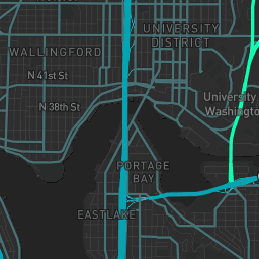 UNIVERSITY
DISTRICT
WALLINGFORD
N 41st St
University
Washington
N 38th St
PORTAGE
BAY
EASTLAKE